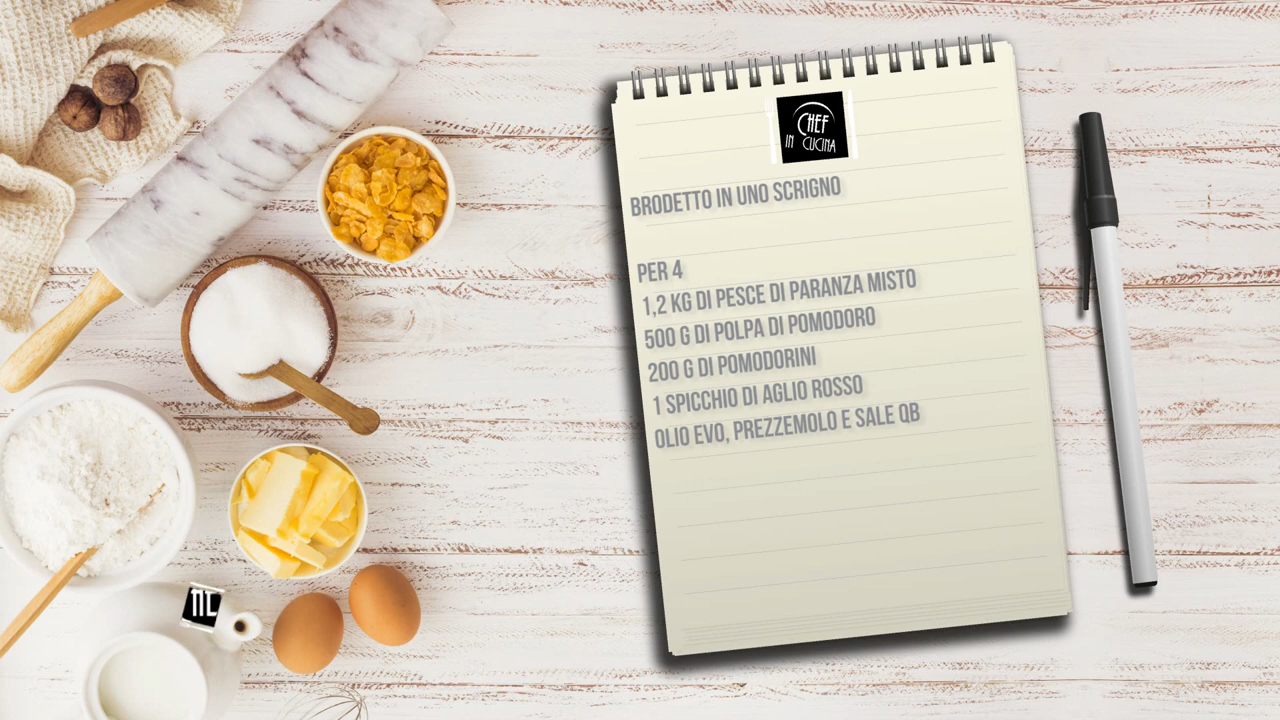 CHEF
IN CUCINA
BRODETTO IN UNO SCRIGNO
PER 4
1,2 KG DI PESCE DI PARANZA MISTO
500 G DI POLPA DI POMODORO
200 G DI POMODORINI
1 SPICCHIO DI AGLIO ROSSO
OLIO EVO, PREZZEMOLO E SALE QB